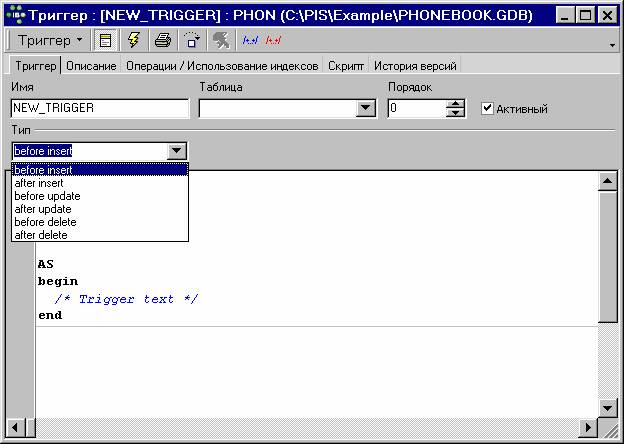 Триггер : [NEW_TRIGGER] : PHON (C:\PIS\Example\PHONEBOOK.GDB)
Триггер
Триггер Описание Операции / Использование индексов Скрипт История версий
Имя Таблица Порядок
NEW_TRIGGER 0 Активный
Тип
before insert
before insert
after insert
before update
after update
before delete
after delete
AS
begin
/* Trigger text */
end